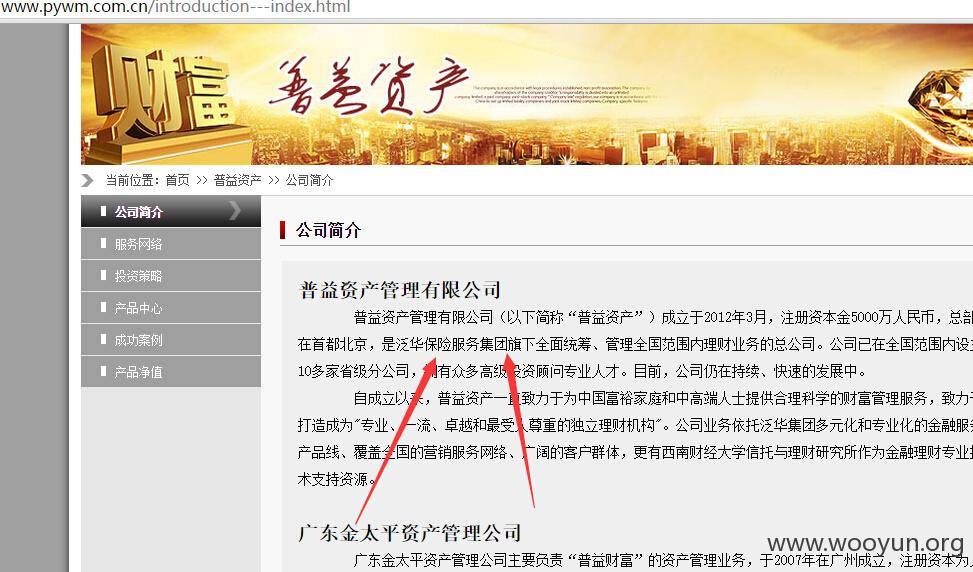 www.pywm.com.cn/introduction---index.html
财富
普益资产
当前位置：首页 >> 普益资产 >> 公司简介
公司简介
服务网络
投资策略
产品中心
成功案例
产品净值
公司简介
普益资产管理有限公司
普益资产管理有限公司（以下简称“普益资产”）成立于2012年3月，注册资本金5000万人民币，总部
在首都北京，是泛华保险服务集团旗下全面统筹、管理全国范围内理财业务的总公司。公司已在全国范围内设立
10多家省级分公司，拥有众多高级投资顾问专业人才。目前，公司仍在持续、快速的发展中。
自成立以来，普益资产一直致力于为中国富裕家庭和中高端人士提供合理科学的财富管理服务，致力于
打造成为"专业、一流、卓越和最受人尊重的独立理财机构"。公司业务依托泛华集团多元化和专业化的金融服务
产品线、覆盖全国的营销服务网络、广阔的客户群体，更有西南财经大学信托与理财研究所作为金融理财专业技
术支持资源。
广东金太平资产管理公司
广东金太平资产管理公司主要负责“普益财富”的资产管理业务，于2007年在广州成立，注册资本为
www.wooyun.org